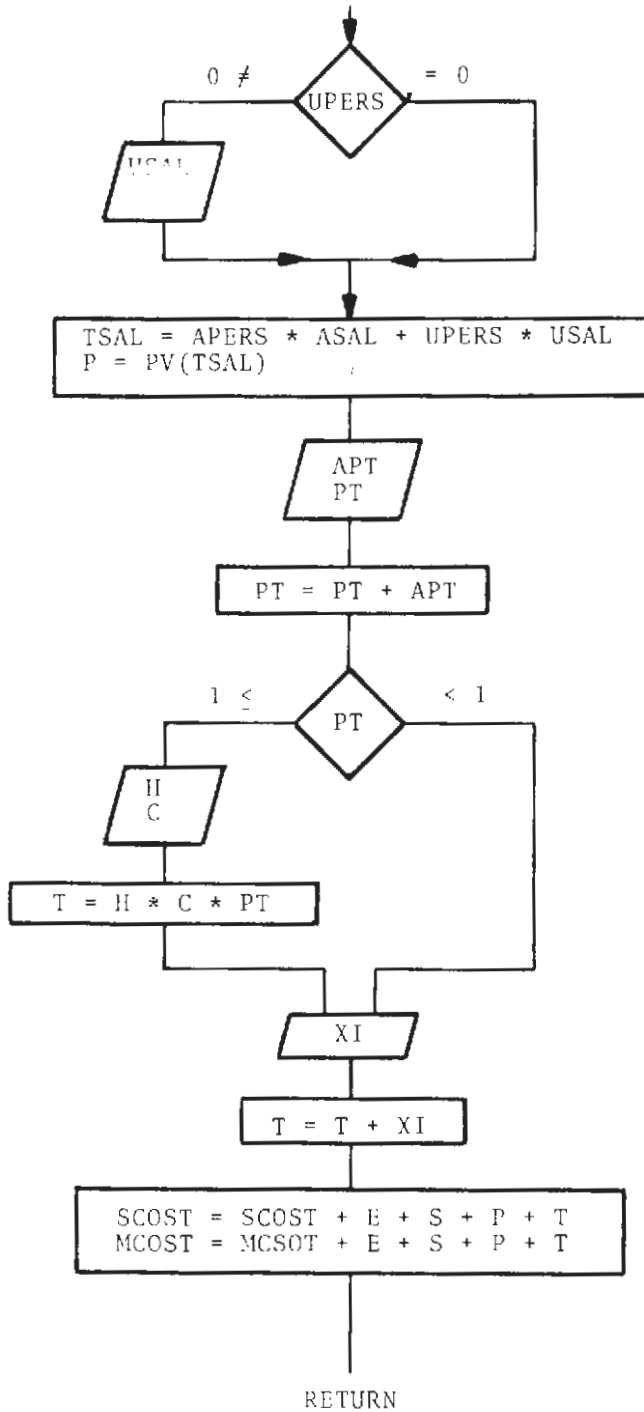 0 ≠
UPERS
= 0
USAL
TSAL = APERS * ASAL + UPERS * USAL
P = PV(TSAL)
APT
PT
PT = PT + APT
1 ≤
PT
< 1
H
C
T = H * C * PT
XI
T = T + XI
SCOST = SCOST + E + S + P + T
MCOST = MCSOT + E + S + P + T
RETURN